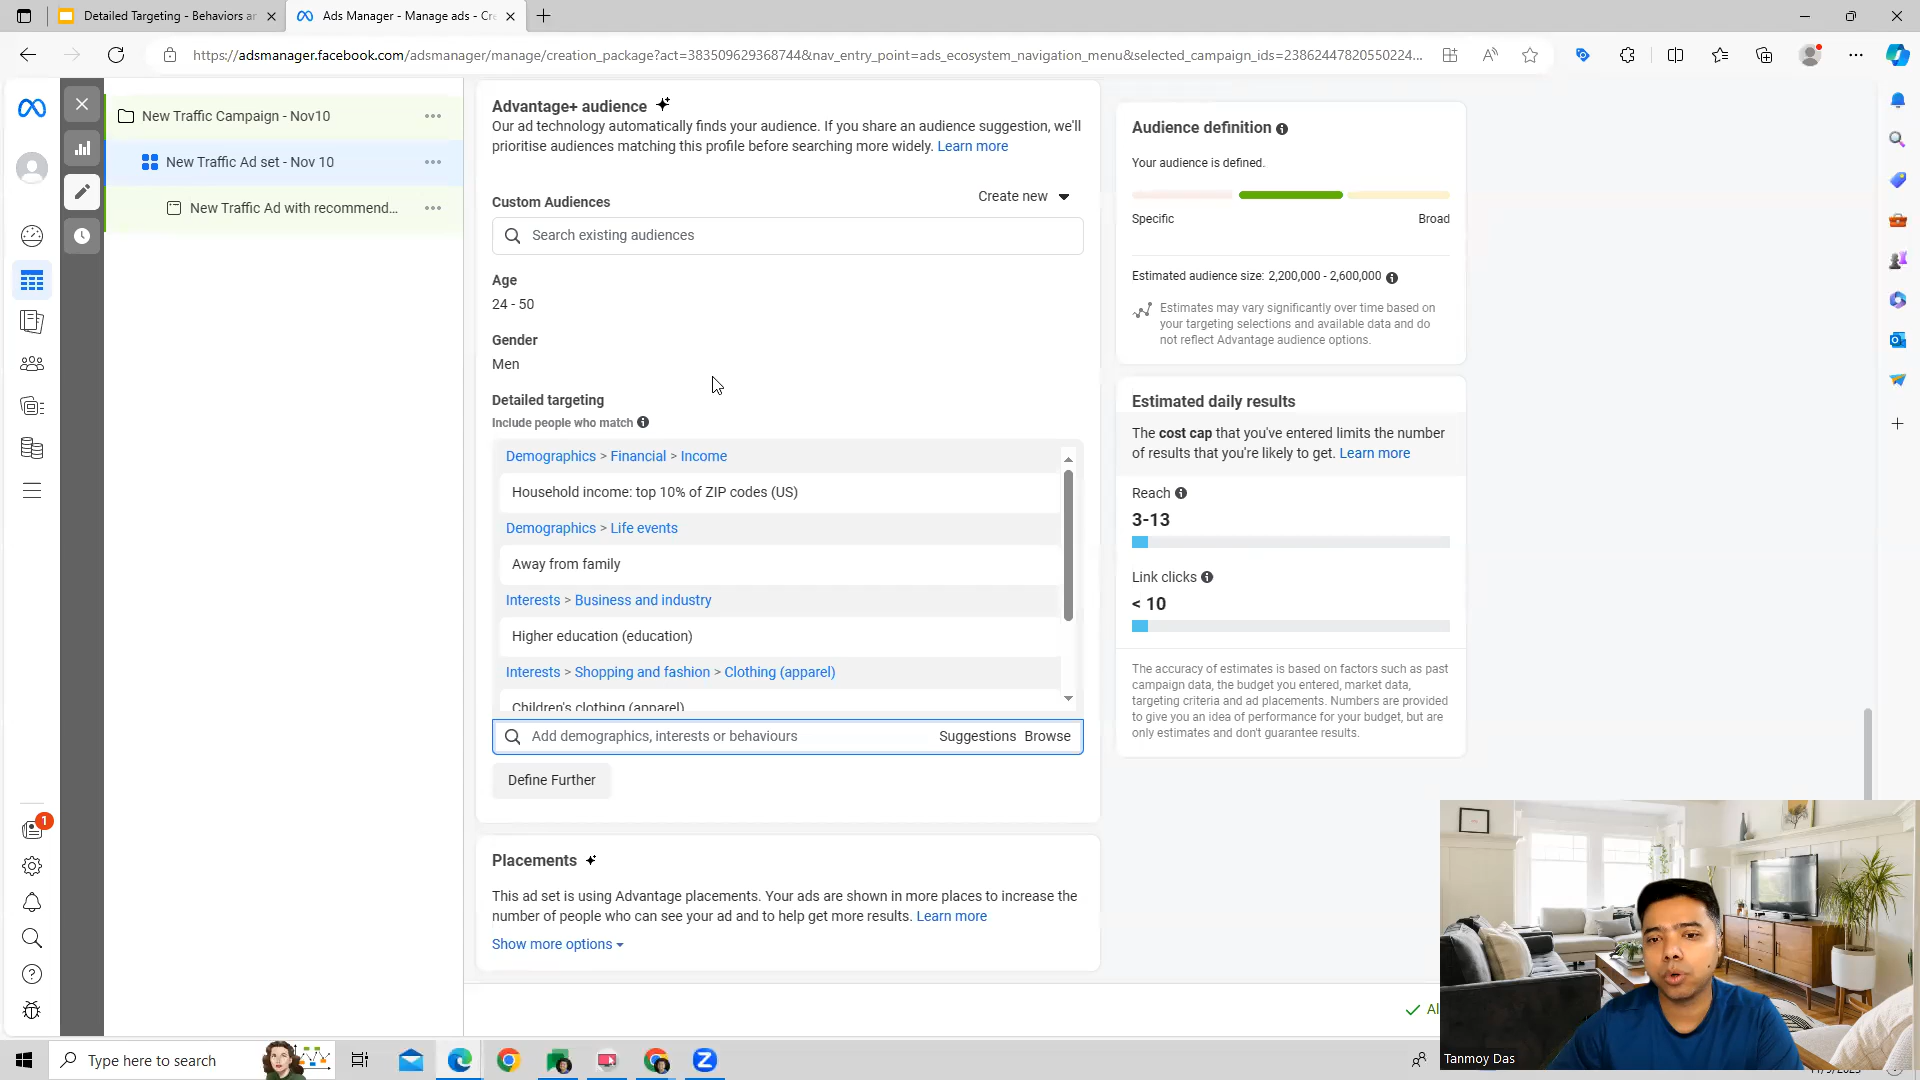 Detailed Targeting - Behaviors ar
Ads Manager - Manage ads - Cre
https://adsmanager.facebook.com/adsmanager/manage/creation_package?act=383509629368744&nav_entry_point=ads_ecosystem_navigation_menu&selected_campaign_ids=23862447820550224...
New Traffic Campaign - Nov10
New Traffic Ad set - Nov 10
New Traffic Ad with recommend...
Advantage+ audience
Our ad technology automatically finds your audience. If you share an audience suggestion, we'll
prioritise audiences matching this profile before searching more widely. Learn more
Custom Audiences
Create new
Search existing audiences
Age
24 - 50
Gender
Men
Detailed targeting
Include people who match
Demographics > Financial > Income
Household income: top 10% of ZIP codes (US)
Demographics > Life events
Away from family
Interests > Business and industry
Higher education (education)
Interests > Shopping and fashion > Clothing (apparel)
Children's clothing (apparel)
Add demographics, interests or behaviours
Suggestions Browse
Define Further
Placements
This ad set is using Advantage placements. Your ads are shown in more places to increase the
number of people who can see your ad and to help get more results. Learn more
Show more options
Audience definition
Your audience is defined.
Specific
Broad
Estimated audience size: 2,200,000 - 2,600,000
Estimates may vary significantly over time based on
your targeting selections and available data and do
not reflect Advantage audience options.
Estimated daily results
The cost cap that you've entered limits the number
of results that you're likely to get. Learn more
Reach
3-13
Link clicks
< 10
The accuracy of estimates is based on factors such as past
campaign data, the budget you entered, market data,
targeting criteria and ad placements. Numbers are provided
to give you an idea of performance for your budget, but are
only estimates and don't guarantee results.
1
Al
Tanmoy Das
Type here to search